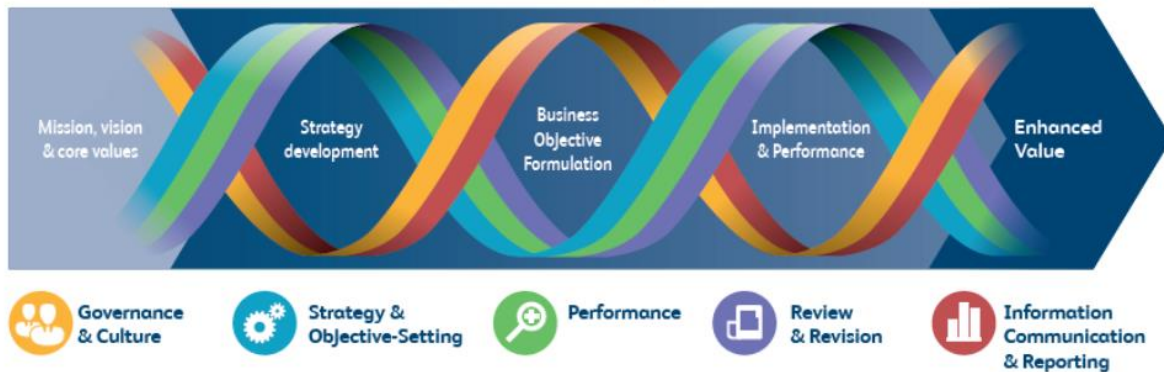 Mission, vision
& core values
Strategy
development
Business
Objective
Formulation
Implementation
& Performance
Enhanced
Value
Governance
& Culture
Strategy &
Objective-Setting
Performance
Review
& Revision
Information
Communication
& Reporting